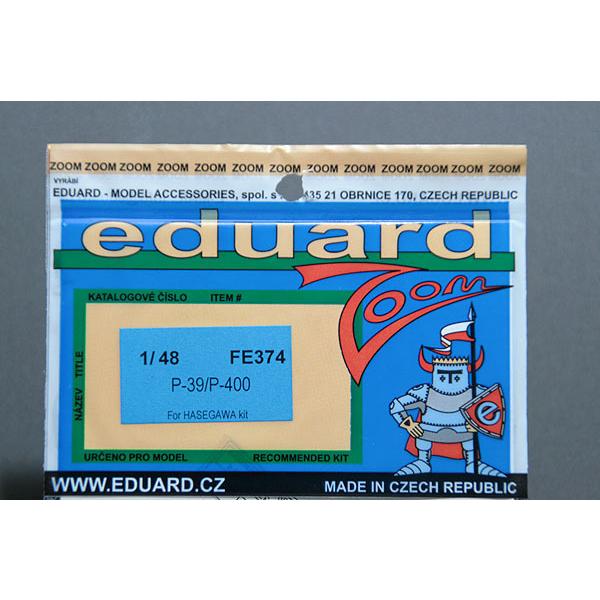 ZOOM ZOOM ZOOM ZOOM ZOOM ZOOM ZOOM ZOOM ZOOM ZOOM ZOOM ZOOM ZOOM
VYRÁBÍ
EDUARD - MODEL ACCESSORIES, spol. s 435 21 OBRNICE 170, CZECH REPUBLIC
eduard
Zoom
KATALOGOVÉ ČÍSLO ITEM #
NÁZEV TITLE
1/48 FE374
P-39/P-400
For HASEGAWA kit
e
URČENO PRO MODEL RECOMMENDED KIT
WWW.EDUARD.CZ MADE IN CZECH REPUBLIC